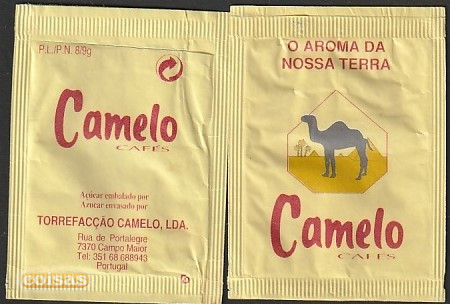 P.L./P.N. 8/9g
Camelo
CAFÉS
Açúcar embalado por
Azucar envasado por
TORREFACÇÃO CAMELO, LDA.
Rua de Portalegre
7370 Campo Maior
Tel: 351 68 688943
Portugal
coisas
O AROMA DA
NOSSA TERRA
Camelo
CAFÉS